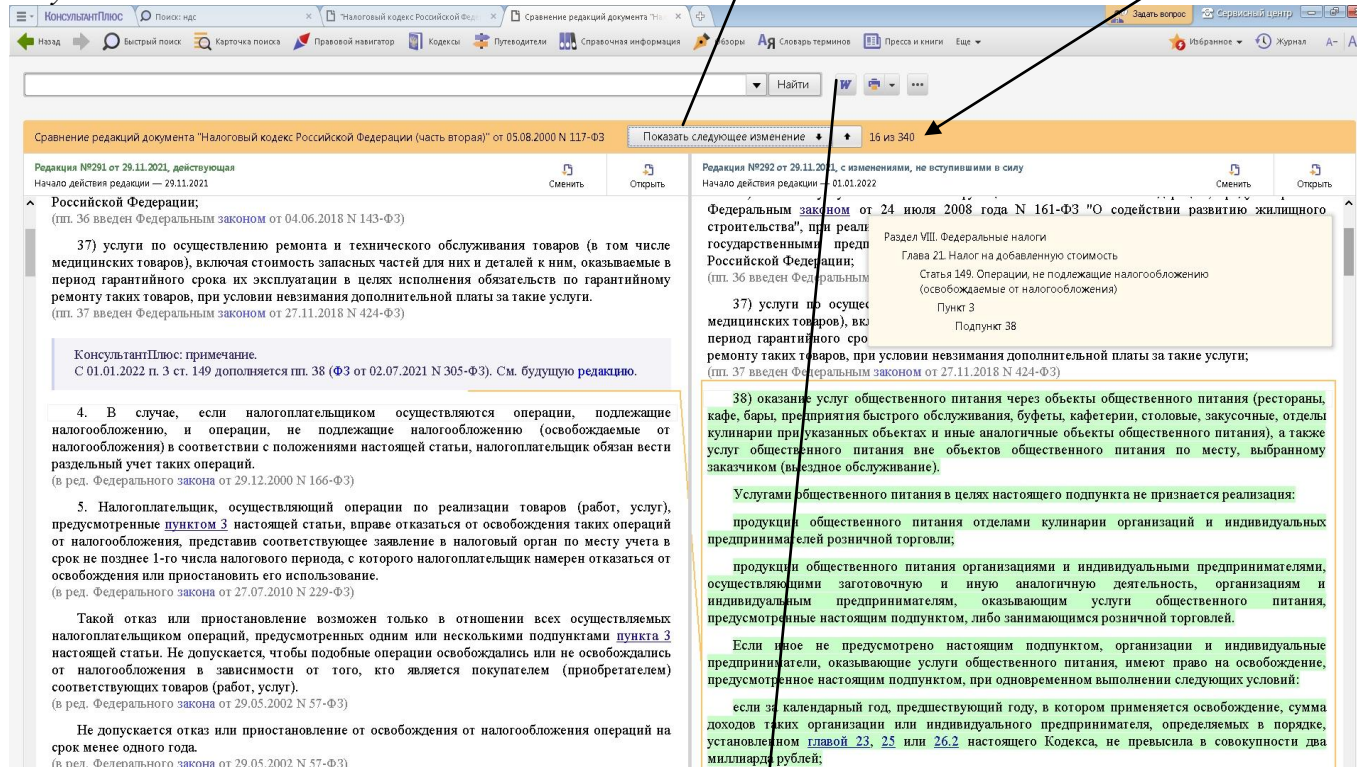 КонсультантПлюс Поиск: ндс "Налоговый кодекс Российской Фед Сравнение редакций документа "На Задать вопрос Сервисный центр
Назад Быстрый поиск Карточка поиска Правовой навигатор Кодексы Путеводители Справочная информация Обзоры Словарь терминов Пресса и книги Еще Избранное Журнал A- A
Найти W
Сравнение редакций документа "Налоговый кодекс Российской Федерации (часть вторая)" от 05.08.2000 N 117-ФЗ Показать следующее изменение 16 из 340
Редакция №291 от 29.11.2021, действующая
Начало действия редакции — 29.11.2021
Сменить Открыть
Российской Федерации;
(пп. 36 введен Федеральным законом от 04.06.2018 N 143-ФЗ)
37) услуги по осуществлению ремонта и технического обслуживания товаров (в том числе
медицинских товаров), включая стоимость запасных частей для них и деталей к ним, оказываемые в
период гарантийного срока их эксплуатации в целях исполнения обязательств по гарантийному
ремонту таких товаров, при условии невзимания дополнительной платы за такие услуги.
(пп. 37 введен Федеральным законом от 27.11.2018 N 424-ФЗ)
КонсультантПлюс: примечание.
С 01.01.2022 п. 3 ст. 149 дополняется пп. 38 (ФЗ от 02.07.2021 N 305-ФЗ). См. будущую редакцию.
4. В случае, если налогоплательщиком осуществляются операции, подлежащие
налогообложению, и операции, не подлежащие налогообложению (освобождаемые от
налогообложения) в соответствии с положениями настоящей статьи, налогоплательщик обязан вести
раздельный учет таких операций.
(в ред. Федерального закона от 29.12.2000 N 166-ФЗ)
5. Налогоплательщик, осуществляющий операции по реализации товаров (работ, услуг),
предусмотренные пунктом 3 настоящей статьи, вправе отказаться от освобождения таких операций
от налогообложения, представив соответствующее заявление в налоговый орган по месту учета в
срок не позднее 1-го числа налогового периода, с которого налогоплательщик намерен отказаться от
освобождения или приостановить его использование.
(в ред. Федерального закона от 27.07.2010 N 229-ФЗ)
Такой отказ или приостановление возможен только в отношении всех осуществляемых
налогоплательщиком операций, предусмотренных одним или несколькими подпунктами пункта 3
настоящей статьи. Не допускается, чтобы подобные операции освобождались или не освобождались
от налогообложения в зависимости от того, кто является покупателем (приобретателем)
соответствующих товаров (работ, услуг).
(в ред. Федерального закона от 29.05.2002 N 57-ФЗ)
Не допускается отказ или приостановление от освобождения от налогообложения операций на
срок менее одного года.
(в ред. Федерального закона от 29.05.2002 N 57-ФЗ)
Редакция №292 от 29.11.2021, с изменениями, не вступившими в силу
Начало действия редакции — 01.01.2022
Сменить Открыть
Федеральным законом от 24 июля 2008 года N 161-ФЗ "О содействии развитию жилищного
строительства", при реали
государственными предп
Российской Федерации;
(пп. 36 введен Федеральным
37) услуги по осущес
медицинских товаров), вкл
период гарантийного сро
ремонту таких товаров, при условии невзимания дополнительной платы за такие услуги;
(пп. 37 введен Федеральным законом от 27.11.2018 N 424-ФЗ)
Раздел VIII. Федеральные налоги
Глава 21. Налог на добавленную стоимость
Статья 149. Операции, не подлежащие налогообложению
(освобождаемые от налогообложения)
Пункт 3
Подпункт 38
38) оказание услуг общественного питания через объекты общественного питания (рестораны,
кафе, бары, предприятия быстрого обслуживания, буфеты, кафетерии, столовые, закусочные, отделы
кулинарии при указанных объектах и иные аналогичные объекты общественного питания), а также
услуг общественного питания вне объектов общественного питания по месту, выбранному
заказчиком (выездное обслуживание).
Услугами общественного питания в целях настоящего подпункта не признается реализация:
продукции общественного питания отделами кулинарии организаций и индивидуальных
предпринимателей розничной торговли;
продукции общественного питания организациями и индивидуальными предпринимателями,
осуществляющими заготовочную и иную аналогичную деятельность, организациям и
индивидуальным предпринимателям, оказывающим услуги общественного питания,
предусмотренные настоящим подпунктом, либо занимающимся розничной торговлей.
Если иное не предусмотрено настоящим подпунктом, организации и индивидуальные
предприниматели, оказывающие услуги общественного питания, имеют право на освобождение,
предусмотренное настоящим подпунктом, при одновременном выполнении следующих условий:
если за календарный год, предшествующий году, в котором применяется освобождение, сумма
доходов таких организации или индивидуального предпринимателя, определяемых в порядке,
установленном главой 23, 25 или 26.2 настоящего Кодекса, не превысила в совокупности два
миллиарда рублей;